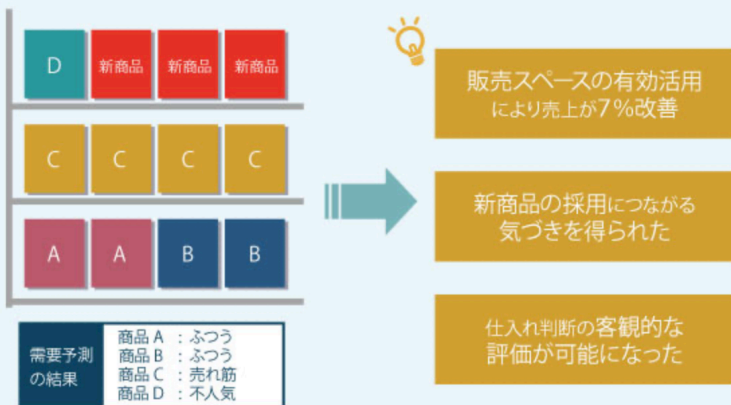 D 新商品 新商品 新商品
C C C C
A A B B
需要予測
の結果
商品A :ふつう
商品B :ふつう
商品C :売れ筋
商品D :不人気
販売スペースの有効活用
により売上が7%改善
新商品の採用につながる
気づきを得られた
仕入れ判断の客観的な
評価が可能になった